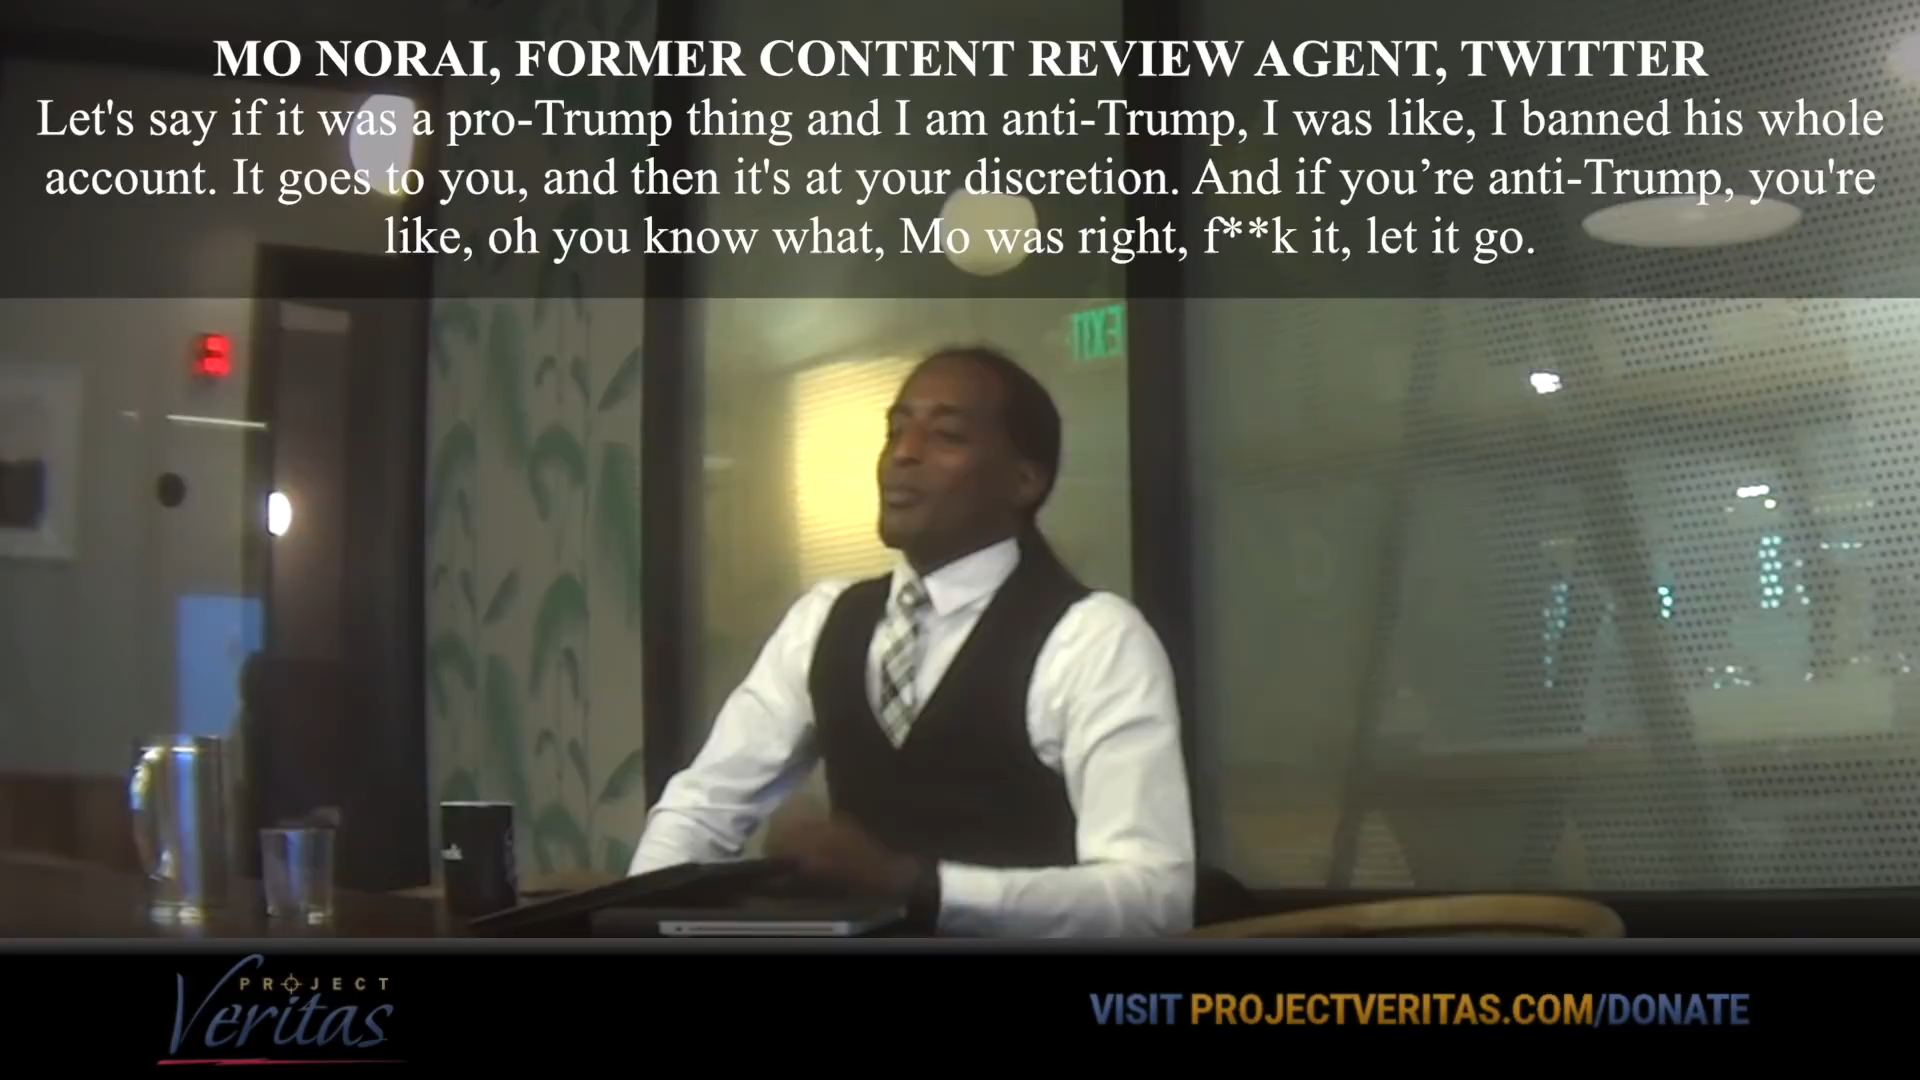 MO NORAI, FORMER CONTENT REVIEW AGENT, TWITTER
Let's say if it was a pro-Trump thing and I am anti-Trump, I was like, I banned his whole
account. It goes to you, and then it's at your discretion. And if you’re anti-Trump, you're
like, oh you know what, Mo was right, f**k it, let it go.
EXIT
PROJECT
Veritas
VISIT PROJECTVERITAS.COM/DONATE